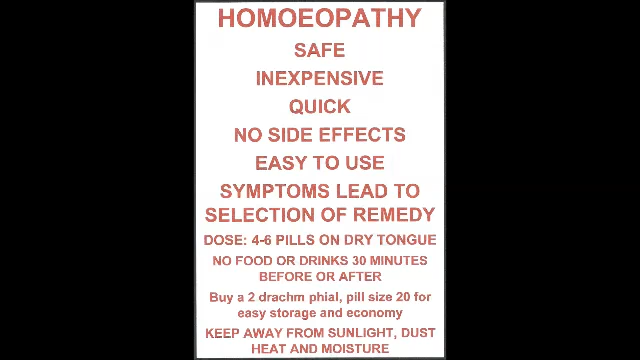 HOMOEOPATHY
SAFE
INEXPENSIVE
QUICK
NO SIDE EFFECTS
EASY TO USE
SYMPTOMS LEAD TO
SELECTION OF REMEDY
DOSE: 4-6 PILLS ON DRY TONGUE
NO FOOD OR DRINKS 30 MINUTES
BEFORE OR AFTER
Buy a 2 drachm phial, pill size 20 for
easy storage and economy
KEEP AWAY FROM SUNLIGHT, DUST
HEAT AND MOISTURE